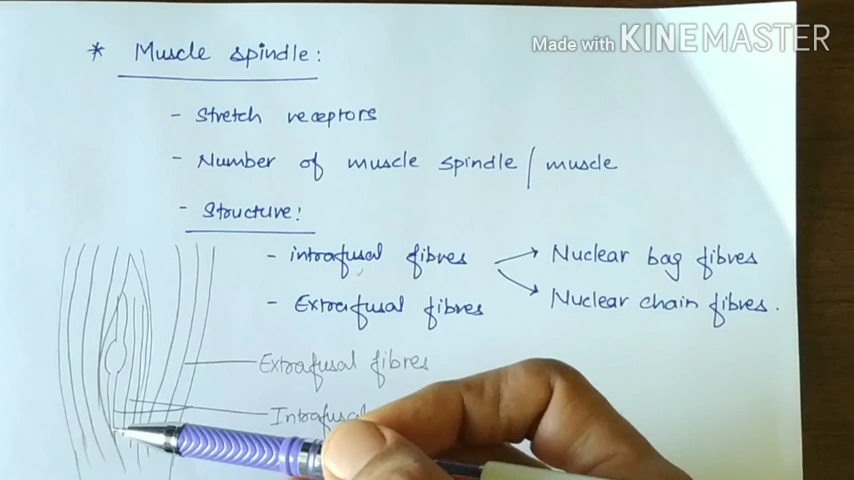 Made with KINEMASTER
* Muscle spindle:
- Stretch receptors
- Number of muscle spindle / muscle
- Structure:
- intrafusal fibres → Nuclear bag fibres
→ Nuclear chain fibres.
- Extrafusal fibres
Extrafusal fibres
Intrafusal